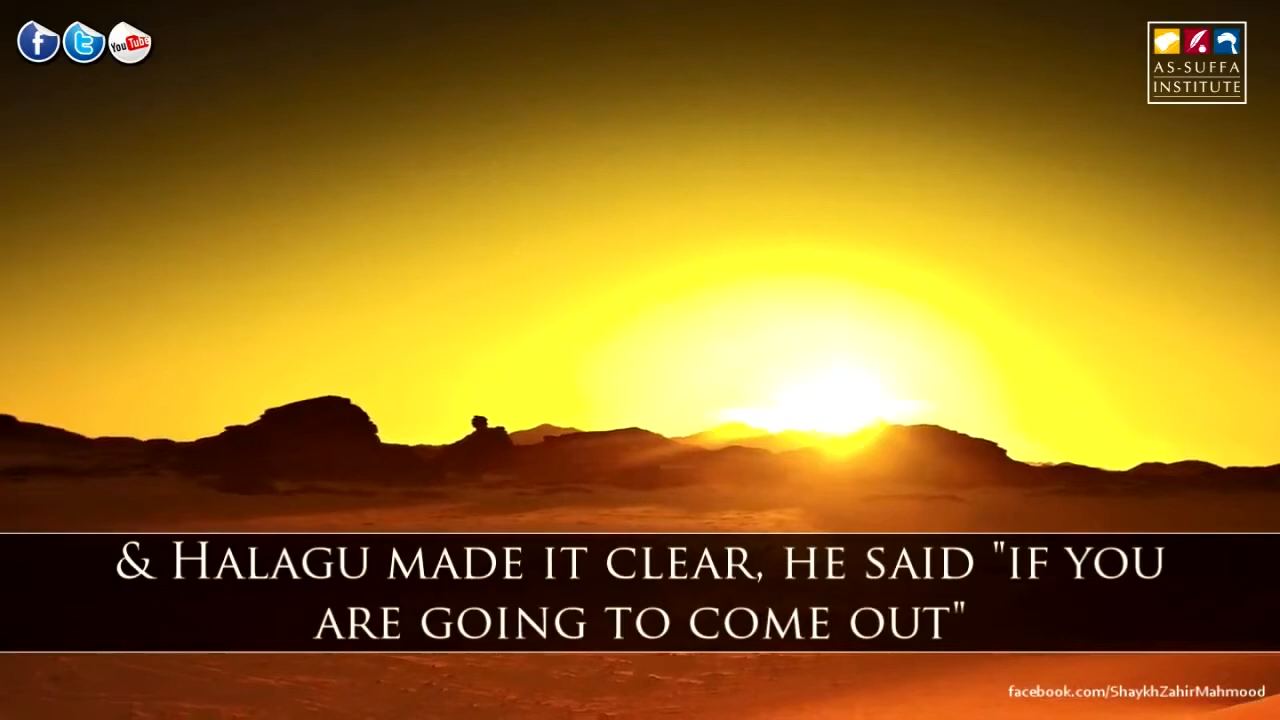 f
t
YouTube
AS-SUFFA
INSTITUTE
& HALAGU MADE IT CLEAR, HE SAID "IF YOU
ARE GOING TO COME OUT"
facebook.com/ShaykhZahirMahmood